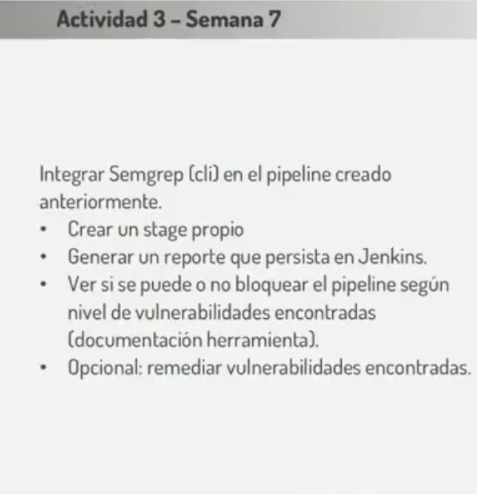 Actividad 3 – Semana 7
Integrar Semgrep (cli) en el pipeline creado
anteriormente.
• Crear un stage propio
• Generar un reporte que persista en Jenkins.
• Ver si se puede o no bloquear el pipeline según
nivel de vulnerabilidades encontradas
(documentación herramienta).
• Opcional: remediar vulnerabilidades encontradas.